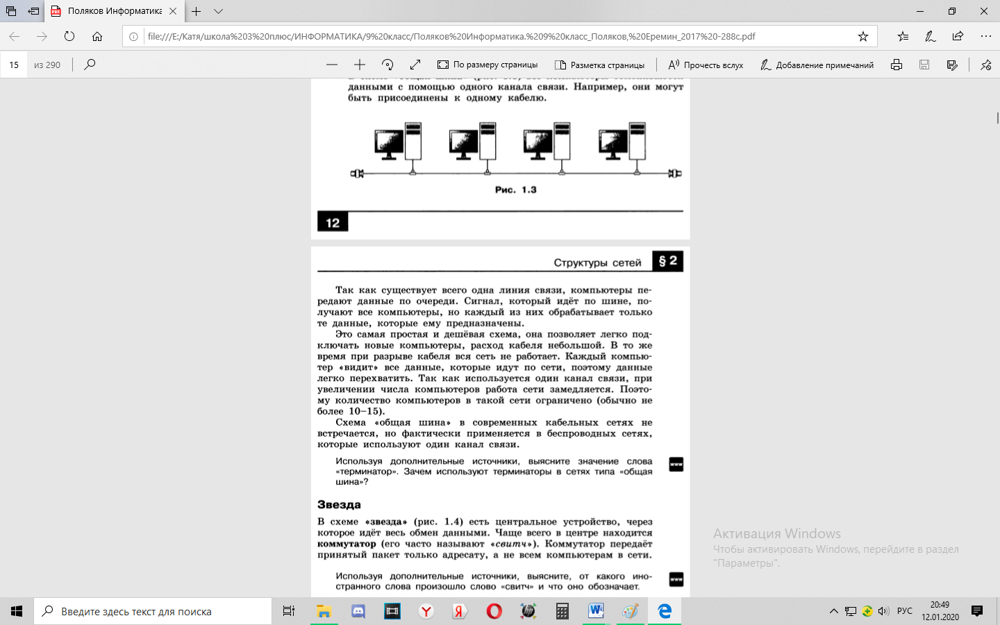 Поляков Информатика
file:///E:/Катя/школа%203%20плюс/ИНФОРМАТИКА/9%20класс/Поляков%20Информатика.%209%20класс_Поляков,%20Еремин_2017%20-288с.pdf
15 из 290
По размеру страницы
Разметка страницы
Прочесть вслух
Добавление примечаний
данными с помощью одного канала связи. Например, они могут
быть присоединены к одному кабелю.
Рис. 1.3
12
Структуры сетей § 2
Так как существует всего одна линия связи, компьютеры пе-
редают данные по очереди. Сигнал, который идёт по шине, по-
лучают все компьютеры, но каждый из них обрабатывает только
те данные, которые ему предназначены.
Это самая простая и дешёвая схема, она позволяет легко под-
ключать новые компьютеры, расход кабеля небольшой. В то же
время при разрыве кабеля вся сеть не работает. Каждый компью-
тер «видит» все данные, которые идут по сети, поэтому данные
легко перехватить. Так как используется один канал связи, при
увеличении числа компьютеров работа сети замедляется. Поэто-
му количество компьютеров в такой сети ограничено (обычно не
более 10–15).
Схема «общая шина» в современных кабельных сетях не
встречается, но фактически применяется в беспроводных сетях,
которые используют один канал связи.
Используя дополнительные источники, выясните значение слова
«терминатор». Зачем используют терминаторы в сетях типа «общая
шина»?
www
Звезда
В схеме «звезда» (рис. 1.4) есть центральное устройство, через
которое идёт весь обмен данными. Чаще всего в центре находится
коммутатор (его часто называют «свитч»). Коммутатор передаёт
принятый пакет только адресату, а не всем компьютерам в сети.
Используя дополнительные источники, выясните, от какого ино-
странного слова произошло слово «свитч» и что оно обозначает.
www
Активация Windows
Чтобы активировать Windows, перейдите в раздел
"Параметры".
Введите здесь текст для поиска
РУС
20:49
12.01.2020